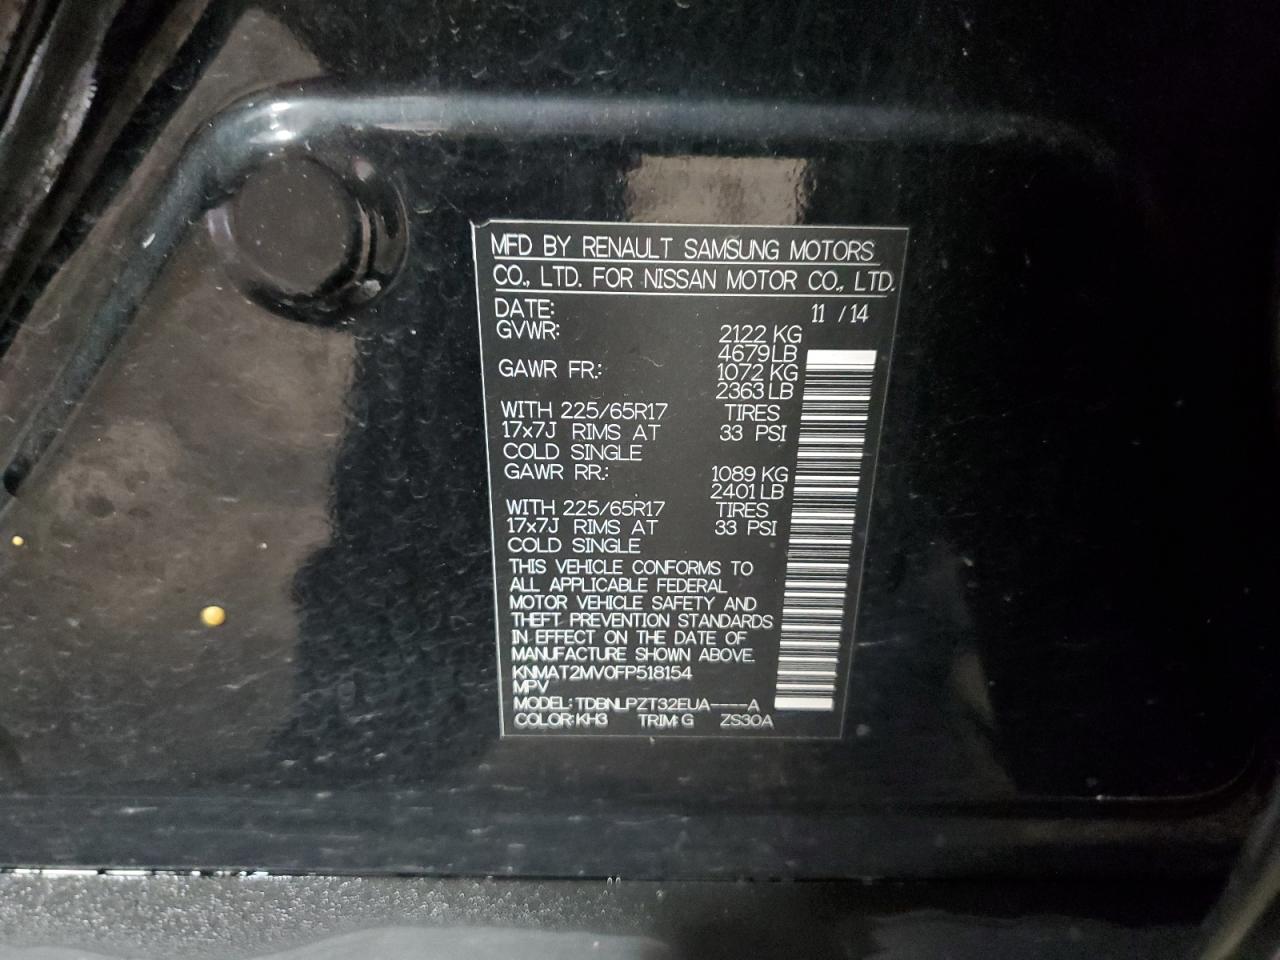 MFD BY RENAULT SAMSUNG MOTORS
CO., LTD. FOR NISSAN MOTOR CO., LTD.
DATE: 11 / 14
GVWR: 2122 KG
4679 LB
GAWR FR.: 1072 KG
2363 LB
WITH 225/65R17 TIRES
17x7J RIMS AT 33 PSI
COLD SINGLE
GAWR RR.: 1089 KG
2401 LB
WITH 225/65R17 TIRES
17x7J RIMS AT 33 PSI
COLD SINGLE
THIS VEHICLE CONFORMS TO
ALL APPLICABLE FEDERAL
MOTOR VEHICLE SAFETY AND
THEFT PREVENTION STANDARDS
IN EFFECT ON THE DATE OF
MANUFACTURE SHOWN ABOVE.
KNMAT2MV0FP518154
MPV
MODEL: TDBNLPZT32EUA----A
COLOR: KH3 TRIM: G ZS30A